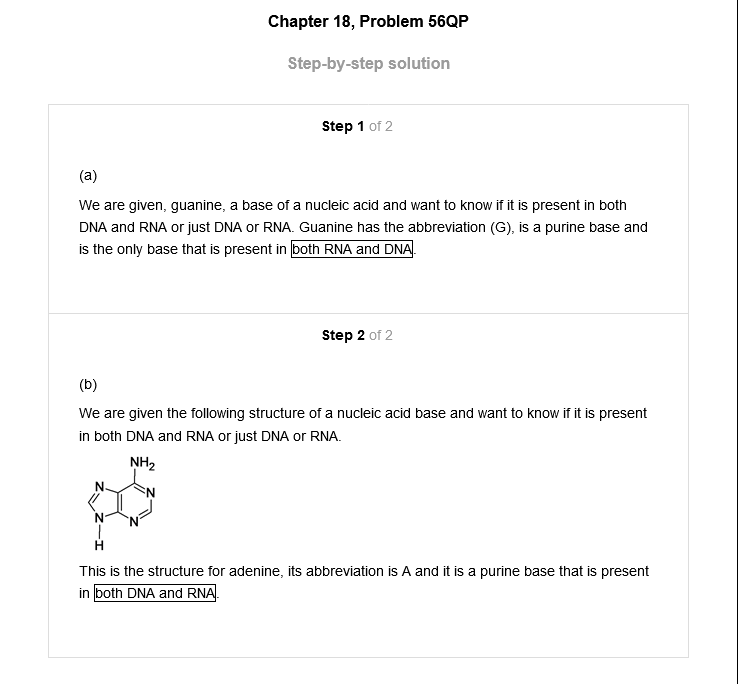 Chapter 18, Problem 56QP
Step-by-step solution
Step 1 of 2
(a)
We are given, guanine, a base of a nucleic acid and want to know if it is present in both
DNA and RNA or just DNA or RNA. Guanine has the abbreviation (G), is a purine base and
is the only base that is present in both RNA and DNA.
Step 2 of 2
(b)
We are given the following structure of a nucleic acid base and want to know if it is present
in both DNA and RNA or just DNA or RNA.
NH₂
N
N
N
N
H
This is the structure for adenine, its abbreviation is A and it is a purine base that is present
in both DNA and RNA.